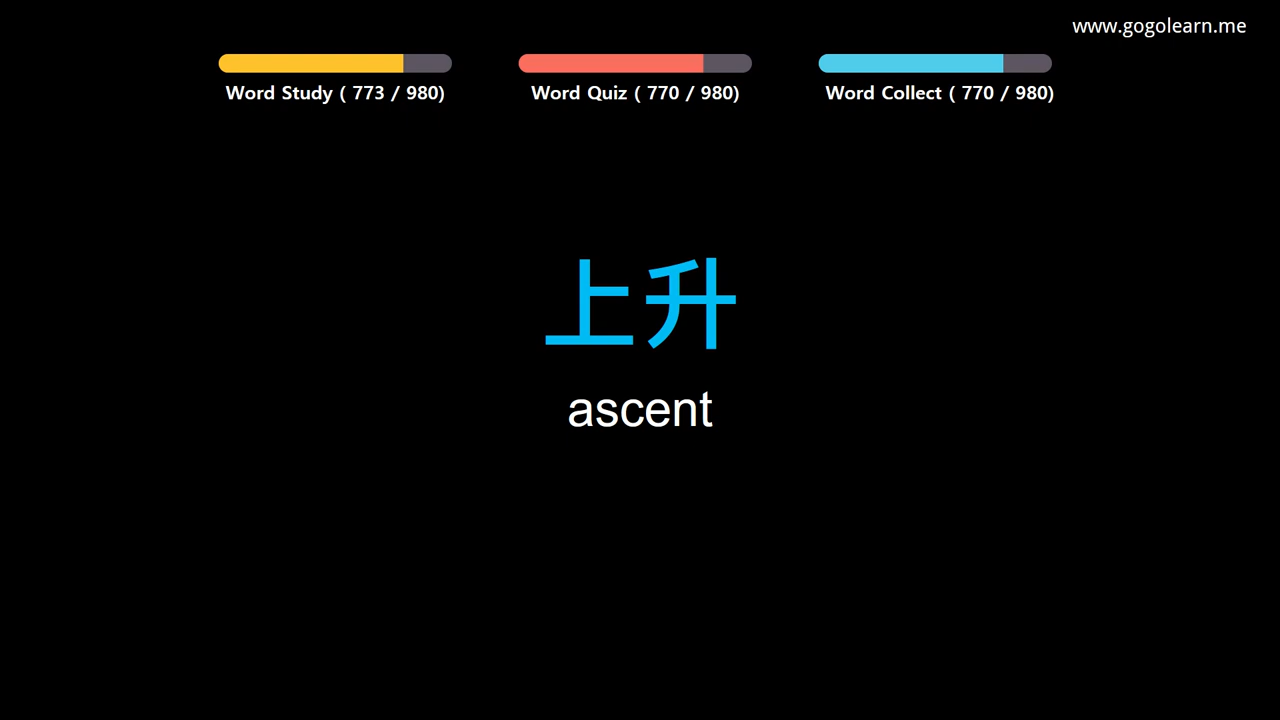 www.gogolearn.me
Word Study ( 773 / 980)
Word Quiz ( 770 / 980)
Word Collect ( 770 / 980)
上升
ascent